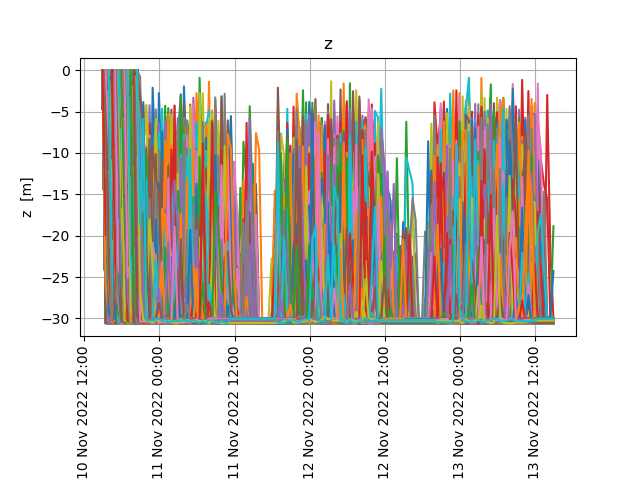 z
0
−5
−10
−15
−20
−25
−30
z [m]
10 Nov 2022 12:00
11 Nov 2022 00:00
11 Nov 2022 12:00
12 Nov 2022 00:00
12 Nov 2022 12:00
13 Nov 2022 00:00
13 Nov 2022 12:00